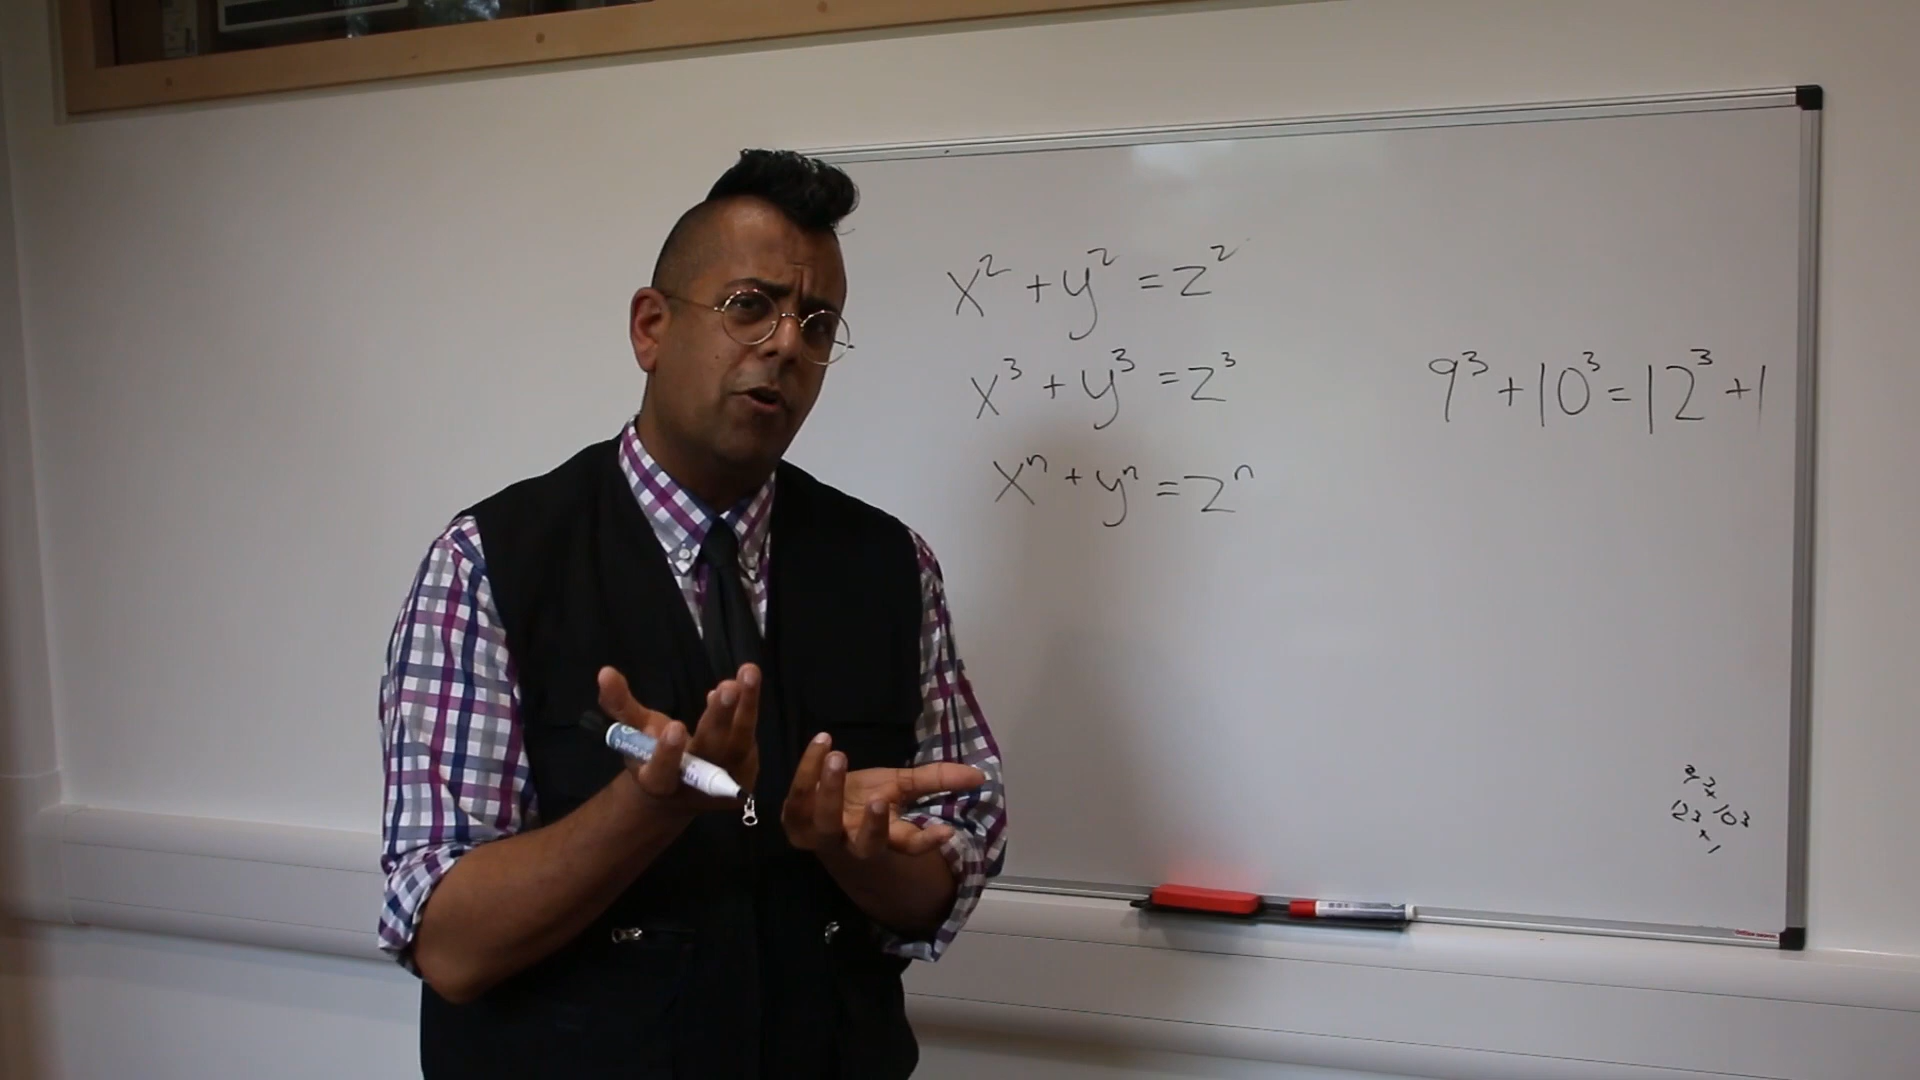 x² + y² = z²
x³ + y³ = z³
9³ + 10³ = 12³ + 1
xⁿ + yⁿ = zⁿ